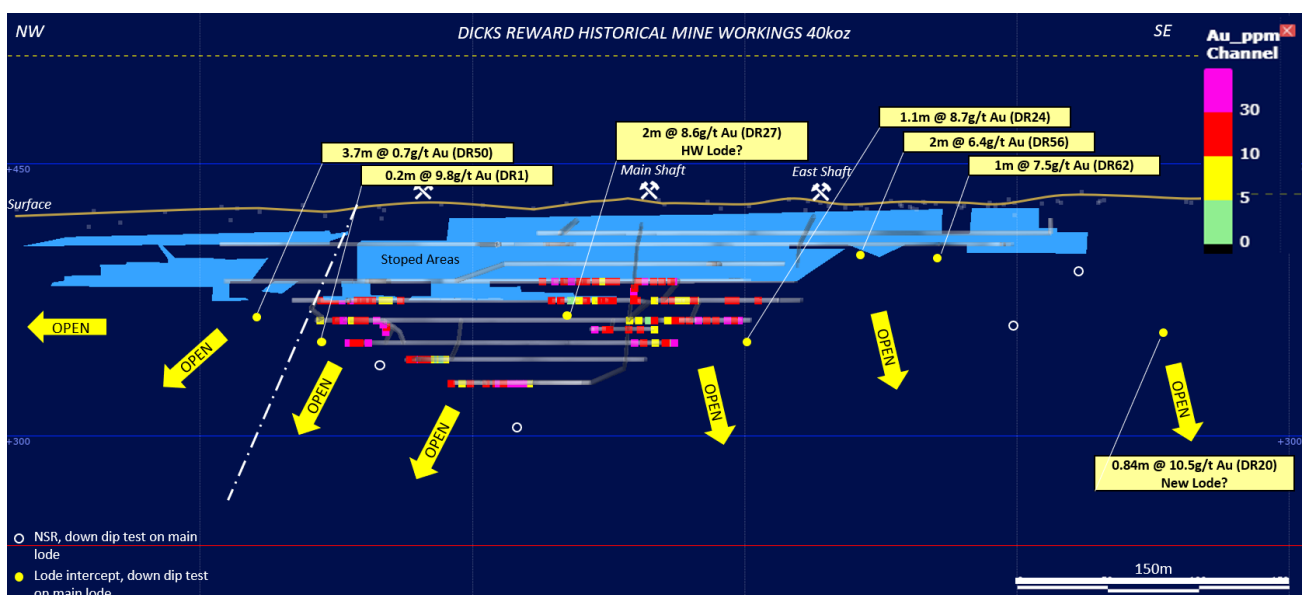 NW
DICKS REWARD HISTORICAL MINE WORKINGS 40koz
SE
Au_ppm
Channel
30
10
5
0
+450
Surface
3.7m @ 0.7g/t Au (DR50)
0.2m @ 9.8g/t Au (DR1)
2m @ 8.6g/t Au (DR27)
HW Lode?
Main Shaft
1.1m @ 8.7g/t Au (DR24)
2m @ 6.4g/t Au (DR56)
1m @ 7.5g/t Au (DR62)
East Shaft
Stoped Areas
OPEN
OPEN
OPEN
OPEN
OPEN
OPEN
OPEN
+300
+300
0.84m @ 10.5g/t Au (DR20)
New Lode?
NSR, down dip test on main
lode
Lode intercept, down dip test
on main lode
150m